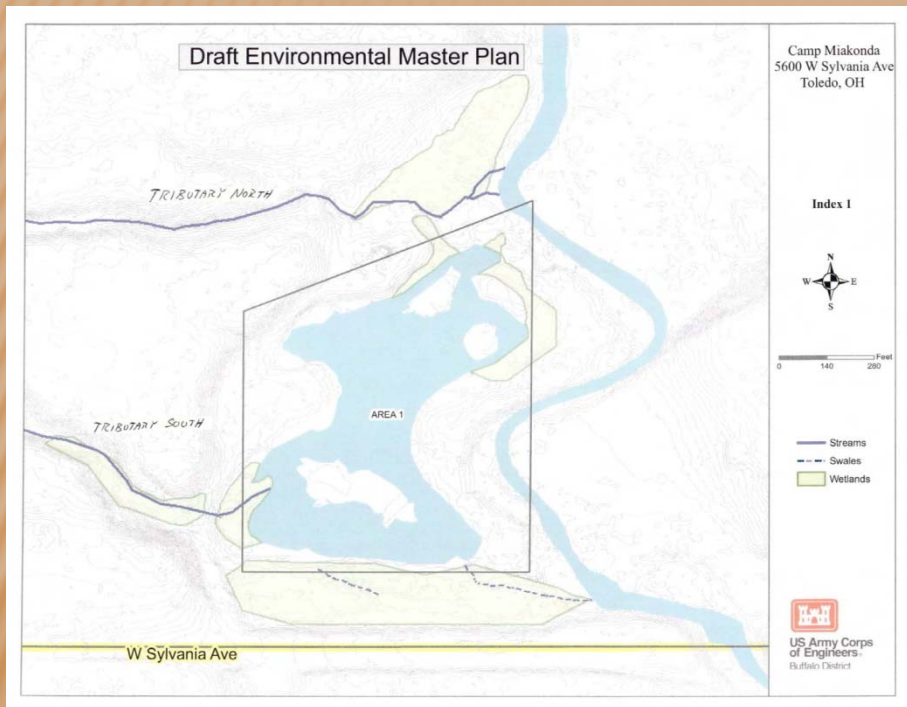 Draft Environmental Master Plan
Camp Miakonda
5600 W Sylvania Ave
Toledo, OH
TRIBUTARY NORTH
Index 1
N
W E
S
Feet
0 140 280
AREA 1
TRIBUTARY SOUTH
Streams
Swales
Wetlands
W Sylvania Ave
US Army Corps
of Engineers®
Buffalo District